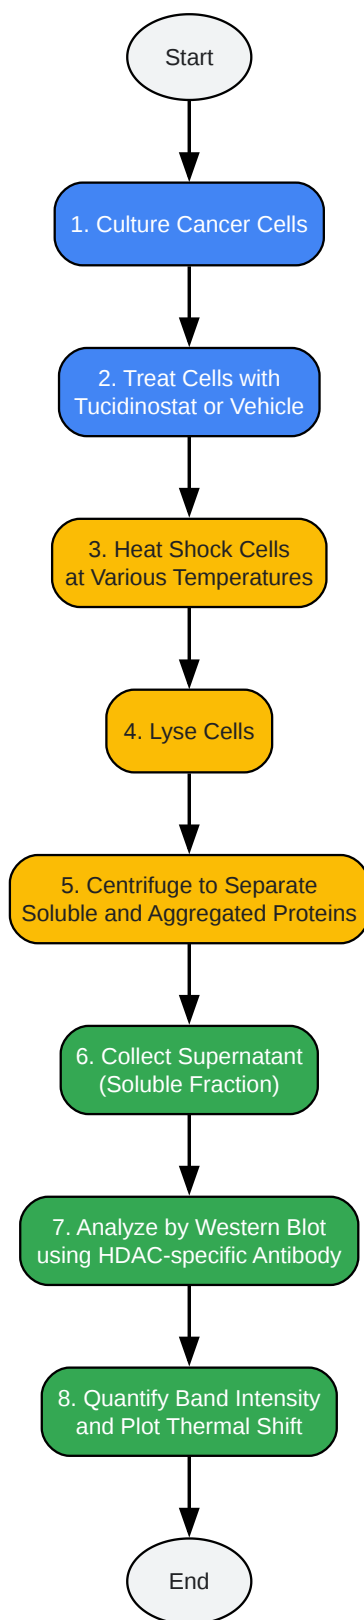 Start
1. Culture Cancer Cells
2. Treat Cells with
Tucidinostat or Vehicle
3. Heat Shock Cells
at Various Temperatures
4. Lyse Cells
5. Centrifuge to Separate
Soluble and Aggregated Proteins
6. Collect Supernatant
(Soluble Fraction)
7. Analyze by Western Blot
using HDAC-specific Antibody
8. Quantify Band Intensity
and Plot Thermal Shift
End